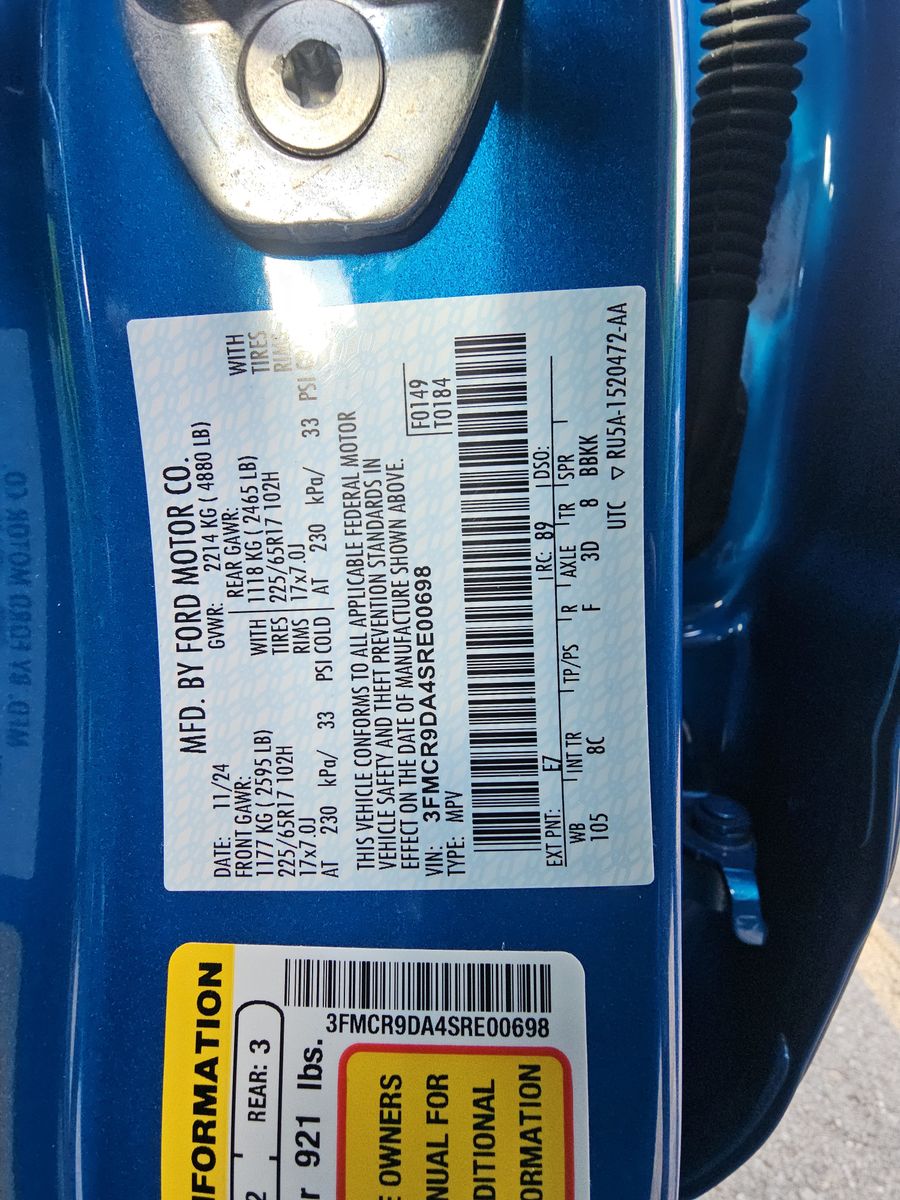 MFD. BY FORD MOTOR CO.
DATE: 11/24 GVWR: 2214 KG ( 4880 LB)
FRONT GAWR: REAR GAWR:
1177 KG ( 2595 LB) WITH 1118 KG ( 2465 LB) WITH
225/65R17 102H TIRES 225/65R17 102H TIRES
17x7.0J RIMS 17x7.0J
AT 230 kPa/ 33 PSI COLD AT 230 kPa/ 33 PSI
THIS VEHICLE CONFORMS TO ALL APPLICABLE FEDERAL MOTOR
VEHICLE SAFETY AND THEFT PREVENTION STANDARDS IN
EFFECT ON THE DATE OF MANUFACTURE SHOWN ABOVE.
VIN: 3FMCR9DA4SRE00698 F0149
TYPE: MPV T0184
EXT PNT: EZ RC: 89 DSO:
WB INT TR TP/PS R AXLE TR SPR
105 8C F 3D 8 BBKK
UTC ▽ RU5A-1520472-AA
FORMATION
2 REAR: 3
r 921 lbs.
3FMCR9DA4SRE00698
OWNERS
FOR